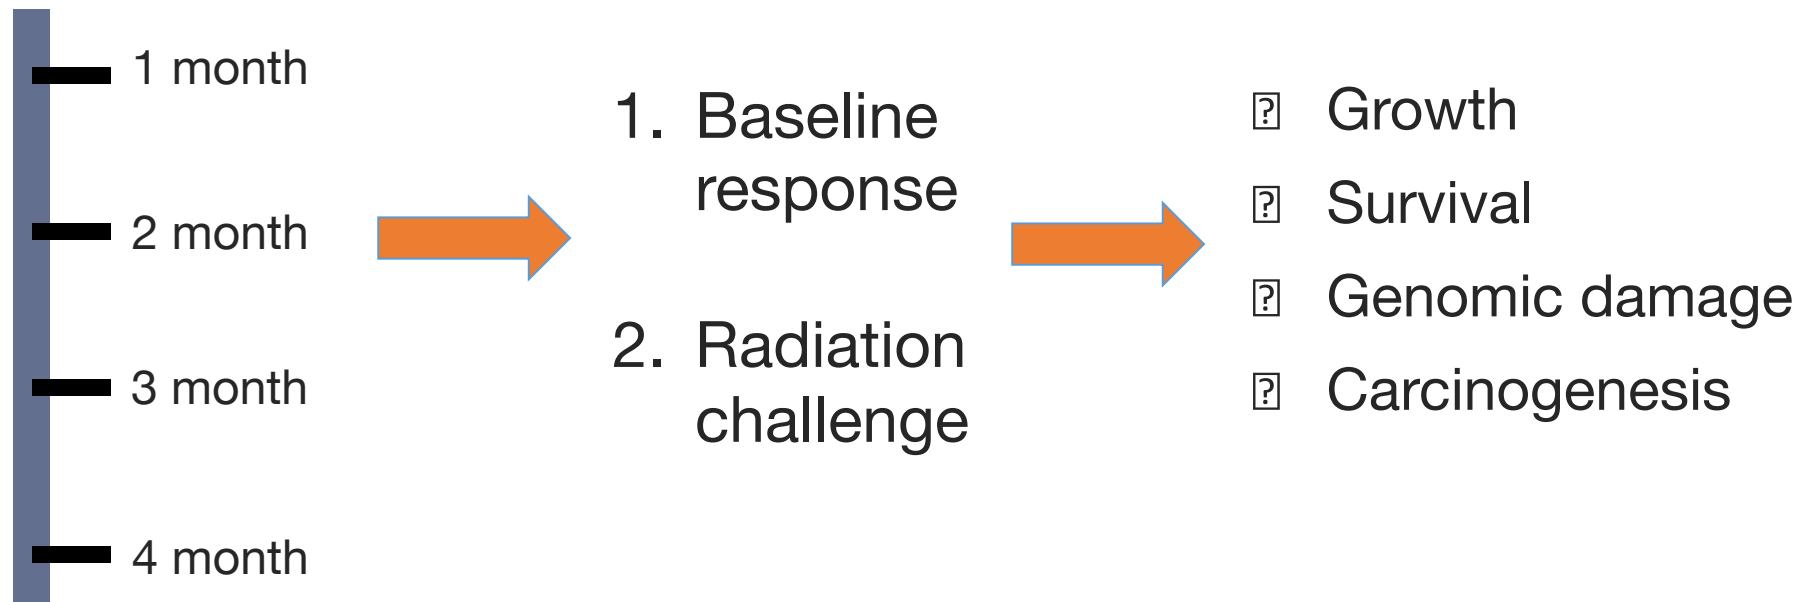 1 month
2 month
3 month
4 month
1. Baseline
response
2. Radiation
challenge
Growth
Survival
Genomic damage
Carcinogenesis